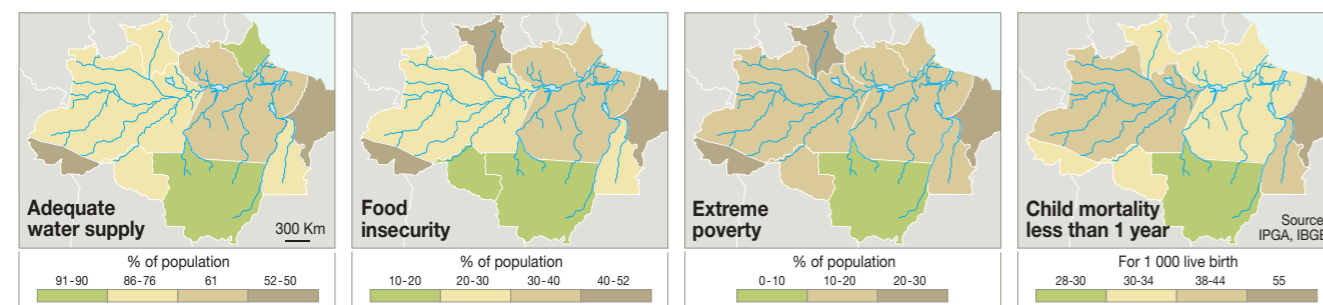 Adequate
water supply
300 Km
% of population
91-90 86-76 61 52-50
Food
insecurity
% of population
10-20 20-30 30-40 40-52
Extreme
poverty
% of population
0-10 10-20 20-30
Child mortality
less than 1 year
Source
IPGA, IBGE
For 1 000 live birth
28-30 30-34 38-44 55